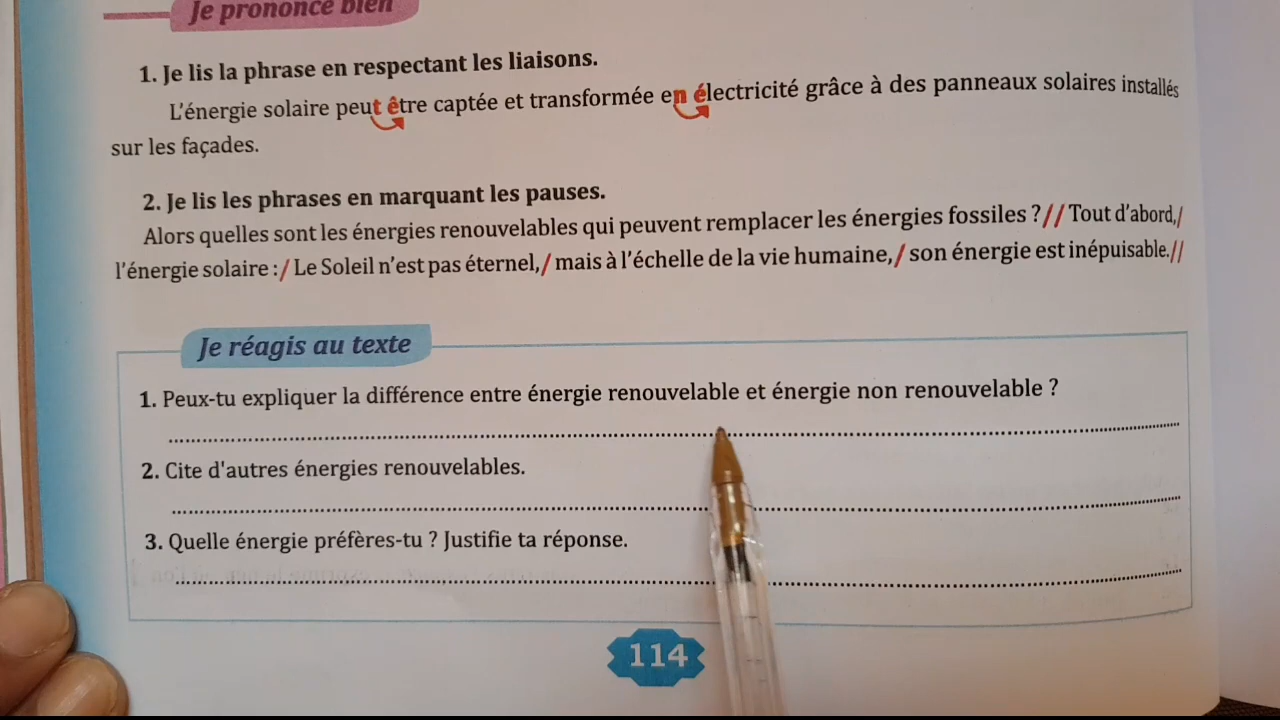 Je prononce bien
1. Je lis la phrase en respectant les liaisons.
L'énergie solaire peut être captée et transformée en électricité grâce à des panneaux solaires installés
sur les façades.
2. Je lis les phrases en marquant les pauses.
Alors quelles sont les énergies renouvelables qui peuvent remplacer les énergies fossiles ?// Tout d'abord,/
l'énergie solaire :/ Le Soleil n'est pas éternel,/ mais à l'échelle de la vie humaine,/ son énergie est inépuisable.//
Je réagis au texte
1. Peux-tu expliquer la différence entre énergie renouvelable et énergie non renouvelable ?
2. Cite d'autres énergies renouvelables.
3. Quelle énergie préfères-tu ? Justifie ta réponse.
114